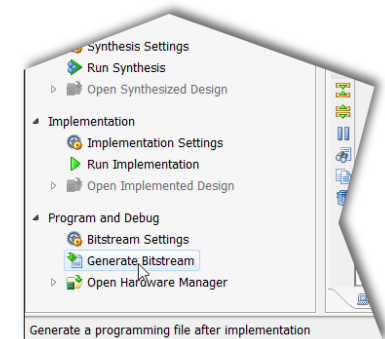 Synthesis Settings
Run Synthesis
Open Synthesized Design
Implementation
Implementation Settings
Run Implementation
Open Implemented Design
Program and Debug
Bitstream Settings
Generate Bitstream
Open Hardware Manager
Generate a programming file after implementation